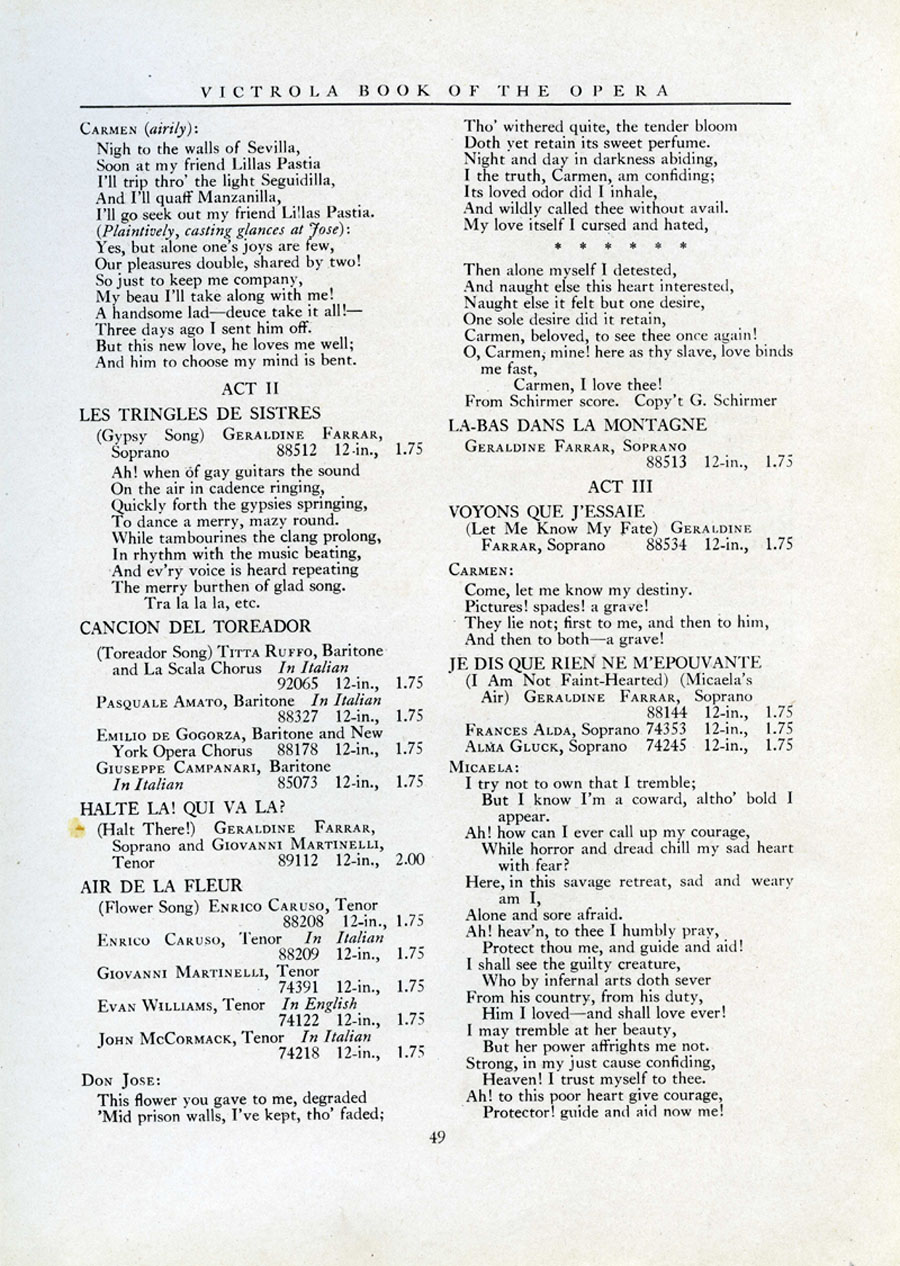 VICTROLA BOOK OF THE OPERA
CARMEN (airily):
Nigh to the walls of Sevilla,
Soon at my friend Lillas Pastia
I'll trip thro' the light Seguidilla,
And I'll quaff Manzanilla,
I'll go seek out my friend Lillas Pastia.
(Plaintively, casting glances at Jose):
Yes, but alone one's joys are few,
Our pleasures double, shared by two!
So just to keep me company,
My beau I'll take along with me!
A handsome lad—deuce take it all!—
Three days ago I sent him off.
But this new love, he loves me well;
And him to choose my mind is bent.
ACT II
LES TRINGLES DE SISTRES
(Gypsy Song) GERALDINE FARRAR,
Soprano 88512 12-in., 1.75
Ah! when of gay guitars the sound
On the air in cadence ringing,
Quickly forth the gypsies springing,
To dance a merry, mazy round.
While tambourines the clang prolong,
In rhythm with the music beating,
And ev'ry voice is heard repeating
The merry burthen of glad song.
Tra la la la, etc.
CANCION DEL TOREADOR
(Toreador Song) TITTA RUFFO, Baritone
and La Scala Chorus In Italian
92065 12-in., 1.75
PASQUALE AMATO, Baritone In Italian
88327 12-in., 1.75
EMILIO DE GOGORZA, Baritone and New
York Opera Chorus 88178 12-in., 1.75
GIUSEPPE CAMPANARI, Baritone
In Italian 85073 12-in., 1.75
HALTE LA! QUI VA LA?
(Halt There!) GERALDINE FARRAR,
Soprano and GIOVANNI MARTINELLI,
Tenor 89112 12-in., 2.00
AIR DE LA FLEUR
(Flower Song) ENRICO CARUSO, Tenor
88208 12-in., 1.75
ENRICO CARUSO, Tenor In Italian
88209 12-in., 1.75
GIOVANNI MARTINELLI, Tenor
74391 12-in., 1.75
EVAN WILLIAMS, Tenor In English
74122 12-in., 1.75
JOHN MCCORMACK, Tenor In Italian
74218 12-in., 1.75
DON JOSE:
This flower you gave to me, degraded
'Mid prison walls, I've kept, tho' faded;
Tho' withered quite, the tender bloom
Doth yet retain its sweet perfume.
Night and day in darkness abiding,
I the truth, Carmen, am confiding;
Its loved odor did I inhale,
And wildly called thee without avail.
My love itself I cursed and hated,
* * * * * *
Then alone myself I detested,
And naught else this heart interested,
Naught else it felt but one desire,
One sole desire did it retain,
Carmen, beloved, to see thee once again!
O, Carmen, mine! here as thy slave, love binds
me fast,
Carmen, I love thee!
From Schirmer score. Copy't G. Schirmer
LA-BAS DANS LA MONTAGNE
GERALDINE FARRAR, SOPRANO
88513 12-in., 1.75
ACT III
VOYONS QUE J'ESSAIE
(Let Me Know My Fate) GERALDINE
FARRAR, Soprano 88534 12-in., 1.75
CARMEN:
Come, let me know my destiny.
Pictures! spades! a grave!
They lie not; first to me, and then to him,
And then to both—a grave!
JE DIS QUE RIEN NE M'EPOUVANTE
(I Am Not Faint-Hearted) (Micaela's
Air) GERALDINE FARRAR, Soprano
88144 12-in., 1.75
FRANCES ALDA, Soprano 74353 12-in., 1.75
ALMA GLUCK, Soprano 74245 12-in., 1.75
MICAELA:
I try not to own that I tremble;
But I know I'm a coward, altho' bold I
appear.
Ah! how can I ever call up my courage,
While horror and dread chill my sad heart
with fear?
Here, in this savage retreat, sad and weary
am I,
Alone and sore afraid.
Ah! heav'n, to thee I humbly pray,
Protect thou me, and guide and aid!
I shall see the guilty creature,
Who by infernal arts doth sever
From his country, from his duty,
Him I loved—and shall love ever!
I may tremble at her beauty,
But her power affrights me not.
Strong, in my just cause confiding,
Heaven! I trust myself to thee.
Ah! to this poor heart give courage,
Protector! guide and aid now me!
49